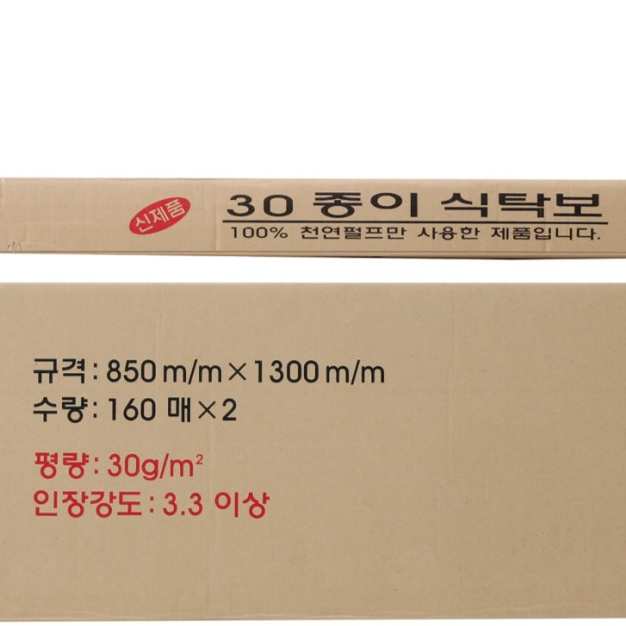 신제품
30 종이 식탁보
100% 천연펄프만 사용한 제품입니다.
규격: 850 m/m×1300 m/m
수량: 160 매×2
평량: 30g/m²
인장강도: 3.3 이상